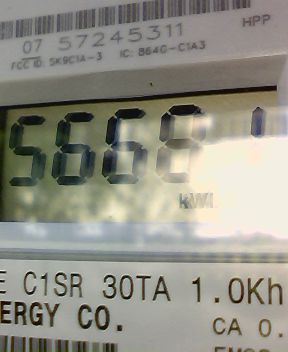 HPP
07 57245311
FCC ID: SK9C1A-3 IC: 864G-C1A3
5668
kWh
E C1SR 30TA 1.0Kh
ERGY CO.
CA 0.